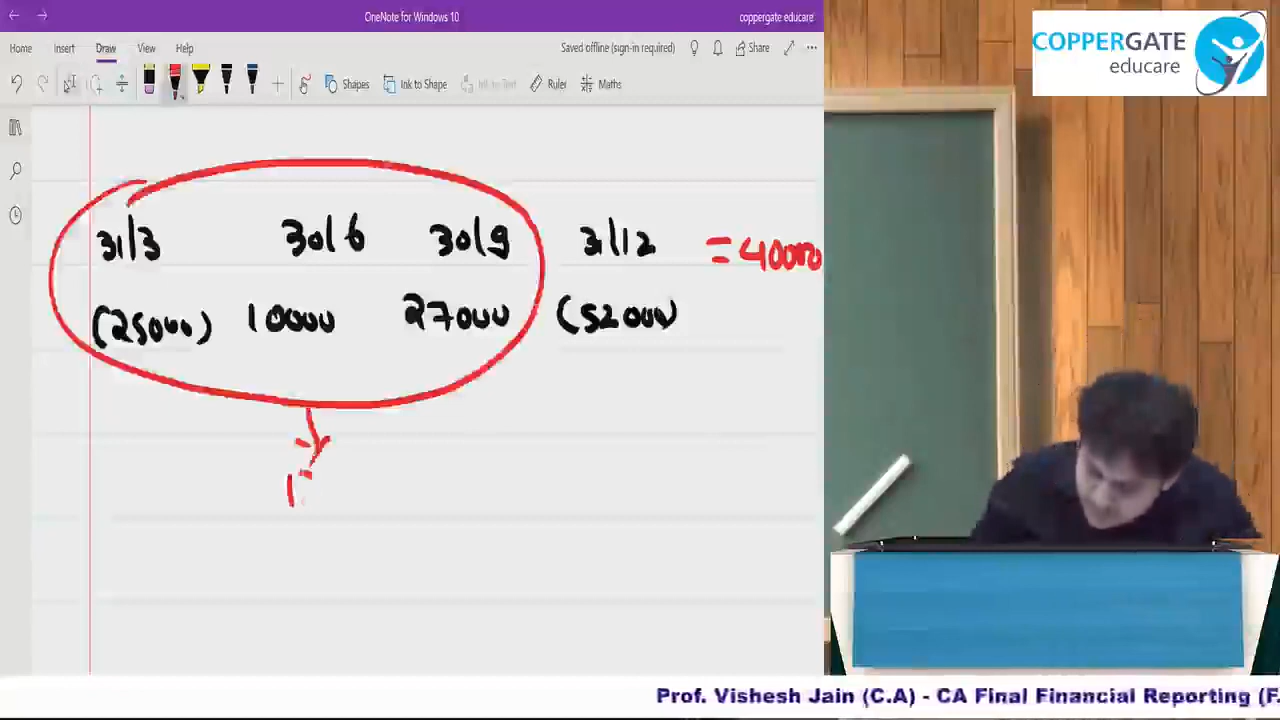 OneNote for Windows 10
coppergate educare
Home Insert Draw View Help
Saved offline (sign-in required)
Share
Shapes
Ink to Shape
Ink to Text
Ruler
Maths
COPPERGATE
educare
31/3 30/6 30/9 31/12 = 40000
(25000) 10000 27000 (52000)
Prof. Vishesh Jain (C.A) - CA Final Financial Reporting (F.